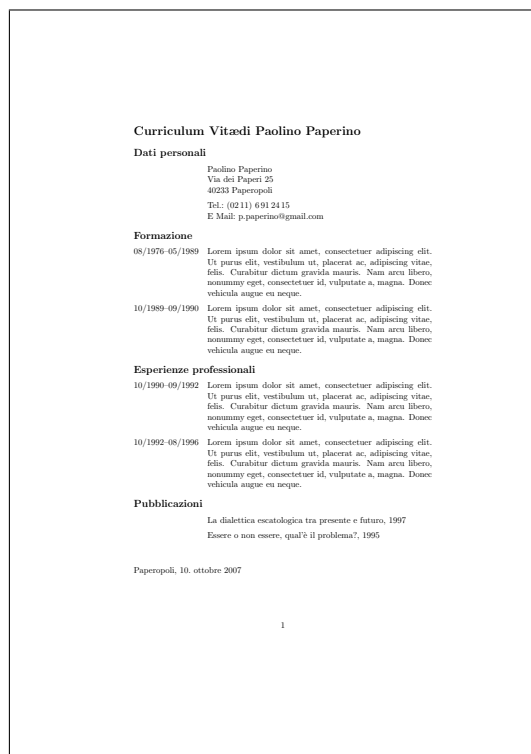 Curriculum Vitædi Paolino Paperino
Dati personali
Paolino Paperino
Via dei Paperi 25
40233 Paperopoli
Tel.: (02 11) 6 91 24 15
E Mail: p.paperino@gmail.com
Formazione
08/1976–05/1989 Lorem ipsum dolor sit amet, consectetuer adipiscing elit.
Ut purus elit, vestibulum ut, placerat ac, adipiscing vitae,
felis. Curabitur dictum gravida mauris. Nam arcu libero,
nonummy eget, consectetuer id, vulputate a, magna. Donec
vehicula augue eu neque.
10/1989–09/1990 Lorem ipsum dolor sit amet, consectetuer adipiscing elit.
Ut purus elit, vestibulum ut, placerat ac, adipiscing vitae,
felis. Curabitur dictum gravida mauris. Nam arcu libero,
nonummy eget, consectetuer id, vulputate a, magna. Donec
vehicula augue eu neque.
Esperienze professionali
10/1990–09/1992 Lorem ipsum dolor sit amet, consectetuer adipiscing elit.
Ut purus elit, vestibulum ut, placerat ac, adipiscing vitae,
felis. Curabitur dictum gravida mauris. Nam arcu libero,
nonummy eget, consectetuer id, vulputate a, magna. Donec
vehicula augue eu neque.
10/1992–08/1996 Lorem ipsum dolor sit amet, consectetuer adipiscing elit.
Ut purus elit, vestibulum ut, placerat ac, adipiscing vitae,
felis. Curabitur dictum gravida mauris. Nam arcu libero,
nonummy eget, consectetuer id, vulputate a, magna. Donec
vehicula augue eu neque.
Pubblicazioni
La dialettica escatologica tra presente e futuro, 1997
Essere o non essere, qual'è il problema?, 1995
Paperopoli, 10. ottobre 2007
1